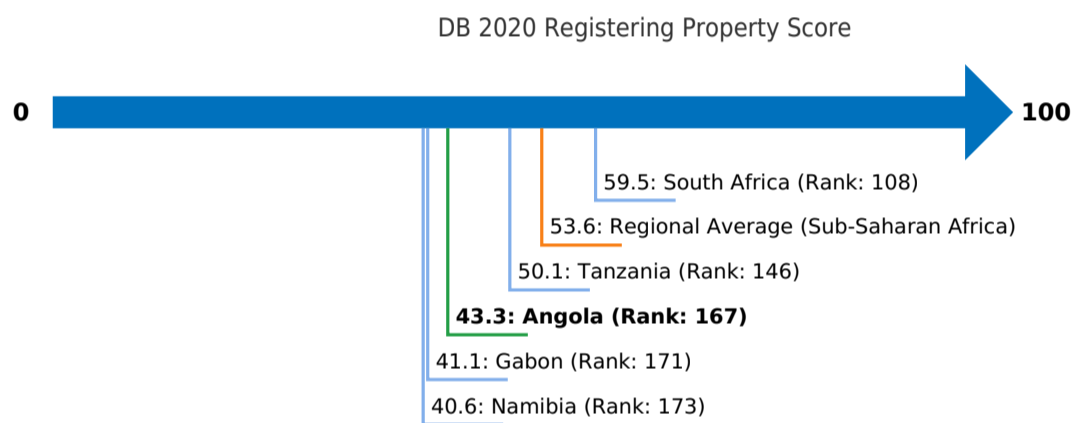 DB 2020 Registering Property Score
0
100
59.5: South Africa (Rank: 108)
53.6: Regional Average (Sub-Saharan Africa)
50.1: Tanzania (Rank: 146)
43.3: Angola (Rank: 167)
41.1: Gabon (Rank: 171)
40.6: Namibia (Rank: 173)